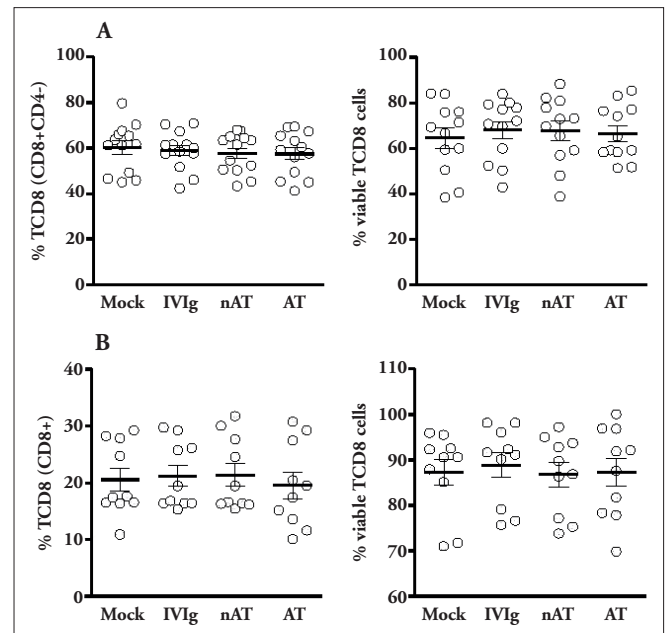 A
% TCD8 (CD8+CD4-)
100
80
60
40
20
0
Mock IVIg nAT AT
% viable TCD8 cells
100
80
60
40
20
0
Mock IVIg nAT AT
B
% TCD8 (CD8+)
40
30
20
10
0
Mock IVIg nAT AT
% viable TCD8 cells
110
100
90
80
70
60
Mock IVIg nAT AT